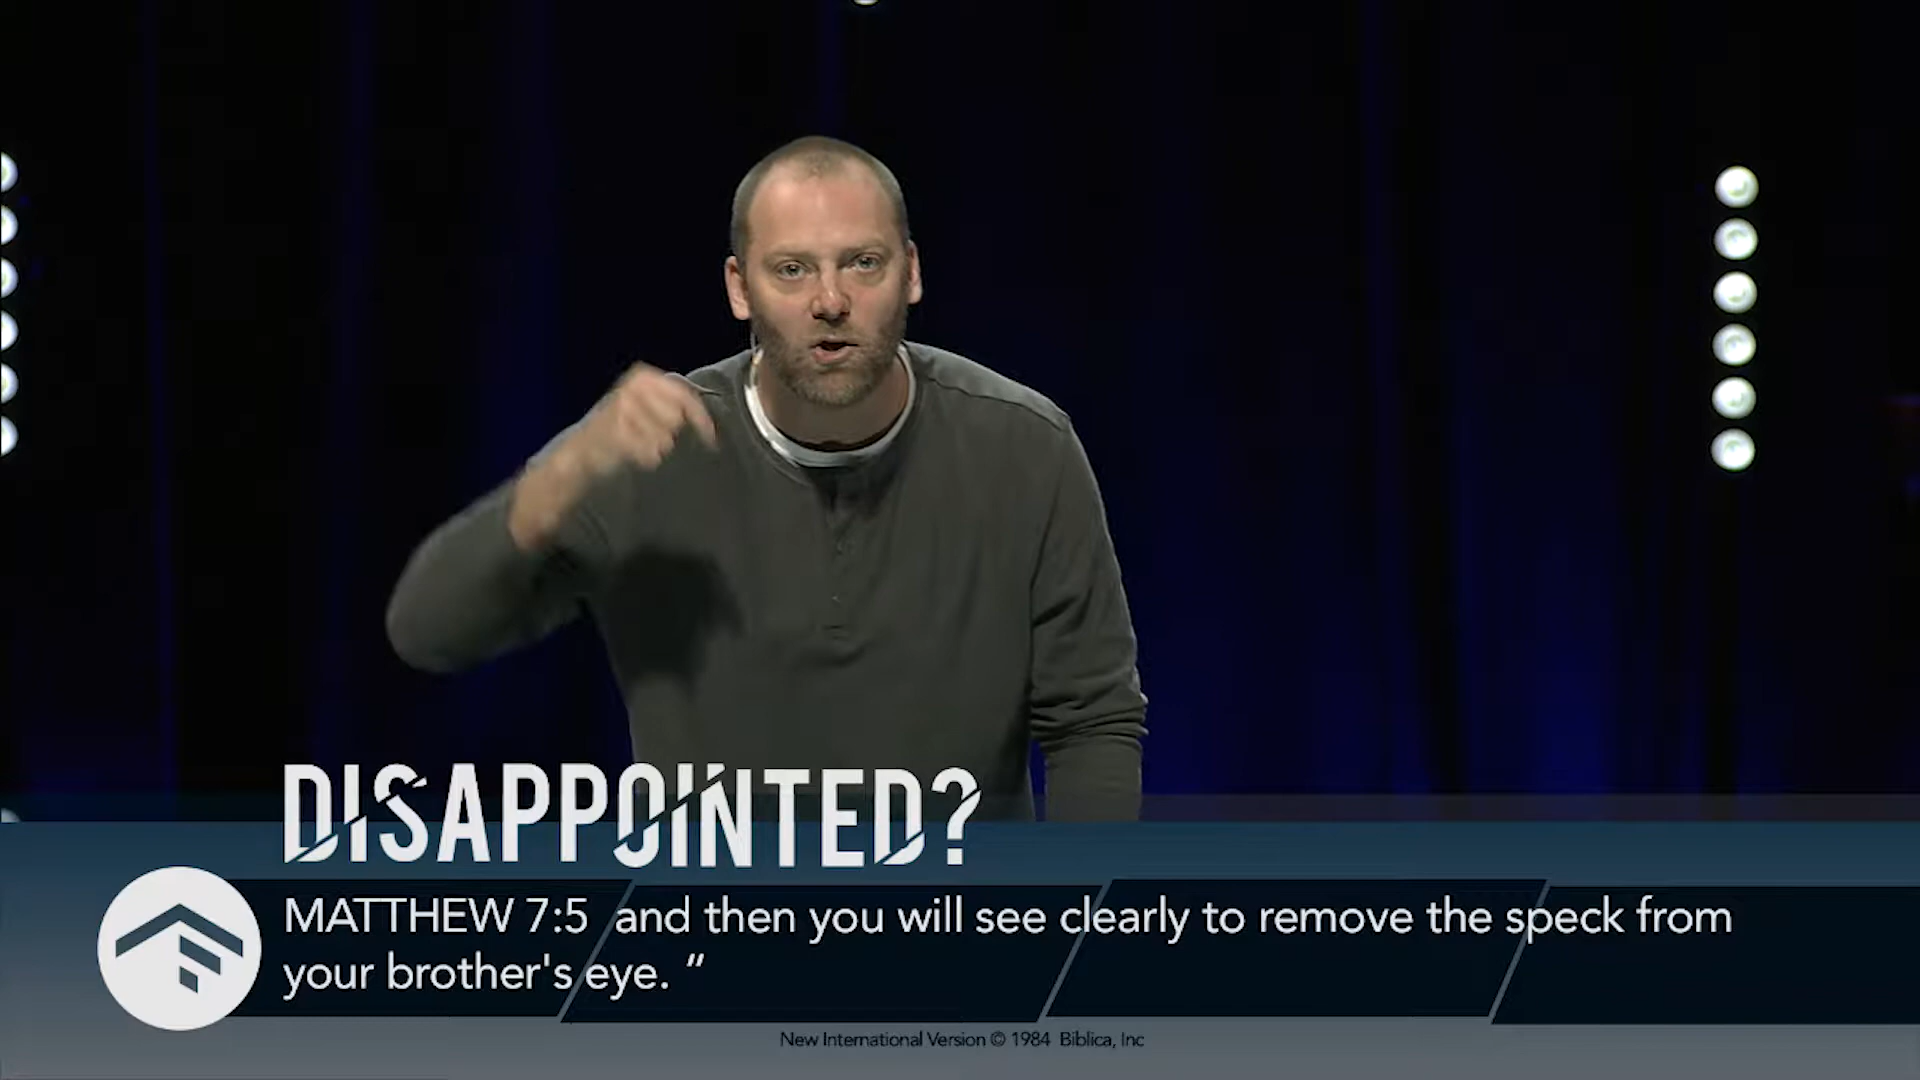 DISAPPOINTED?
MATTHEW 7:5 and then you will see clearly to remove the speck from
your brother's eye. “
New International Version © 1984 Biblica, Inc